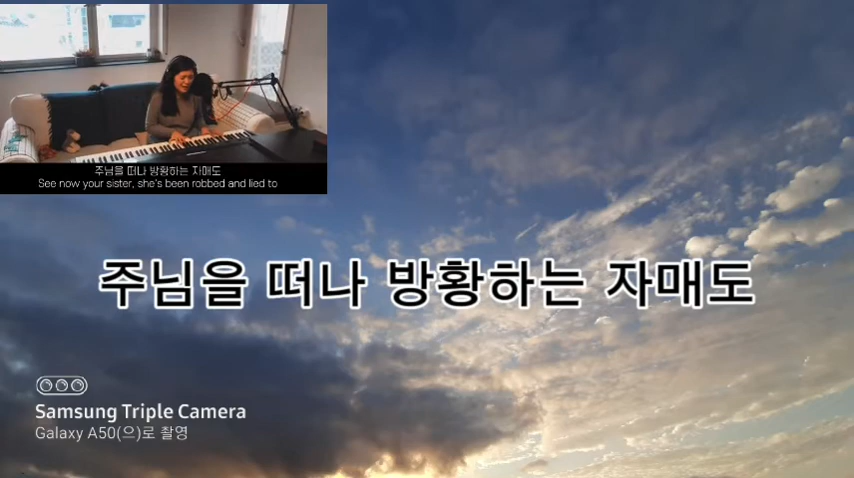 주님을 떠나 방황하는 자매도
See now your sister, she's been robbed and lied to
주님을 떠나 방황하는 자매도
Samsung Triple Camera
Galaxy A50(으)로 촬영